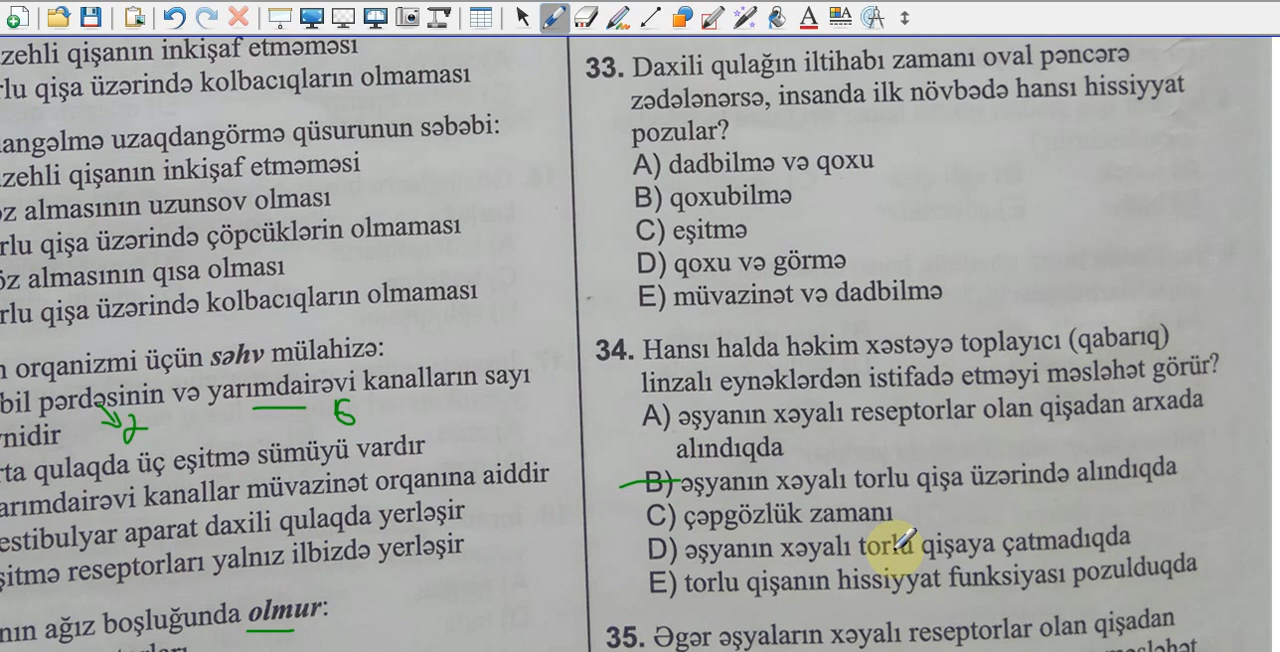 zehli qişanın inkişaf etməməsi
rlu qişa üzərində kolbacıqların olmaması
angəlmə uzaqdangörmə qüsurunun səbəbi:
zehli qişanın inkişaf etməməsi
öz almasının uzunsov olması
rlu qişa üzərində çöpcüklərin olmaması
öz almasının qısa olması
rlu qişa üzərində kolbacıqların olmaması
n orqanizmi üçün səhv mülahizə:
bil pərdəsinin və yarımdairəvi kanalların sayı
2 5
nidir
ta qulaqda üç eşitmə sümüyü vardır
arımdairəvi kanallar müvazinət orqanına aiddir
estibulyar aparat daxili qulaqda yerləşir
şitmə reseptorları yalnız ilbizdə yerləşir
nın ağız boşluğunda olmur:
33. Daxili qulağın iltihabı zamanı oval pəncərə
zədələnərsə, insanda ilk növbədə hansı hissiyyat
pozular?
A) dadbilmə və qoxu
B) qoxubilmə
C) eşitmə
D) qoxu və görmə
E) müvazinət və dadbilmə
34. Hansı halda həkim xəstəyə toplayıcı (qabarıq)
linzalı eynəklərdən istifadə etməyi məsləhət görür?
A) əşyanın xəyalı reseptorlar olan qişadan arxada
alındıqda
B) əşyanın xəyalı torlu qişa üzərində alındıqda
C) çəpgözlük zamanı
D) əşyanın xəyalı torlu qişaya çatmadıqda
E) torlu qişanın hissiyyat funksiyası pozulduqda
35. Əgər əşyaların xəyalı reseptorlar olan qişadan